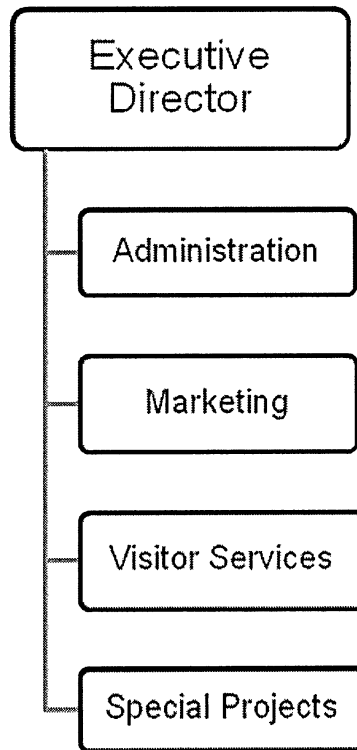 Executive
Director
Administration
Marketing
Visitor Services
Special Projects